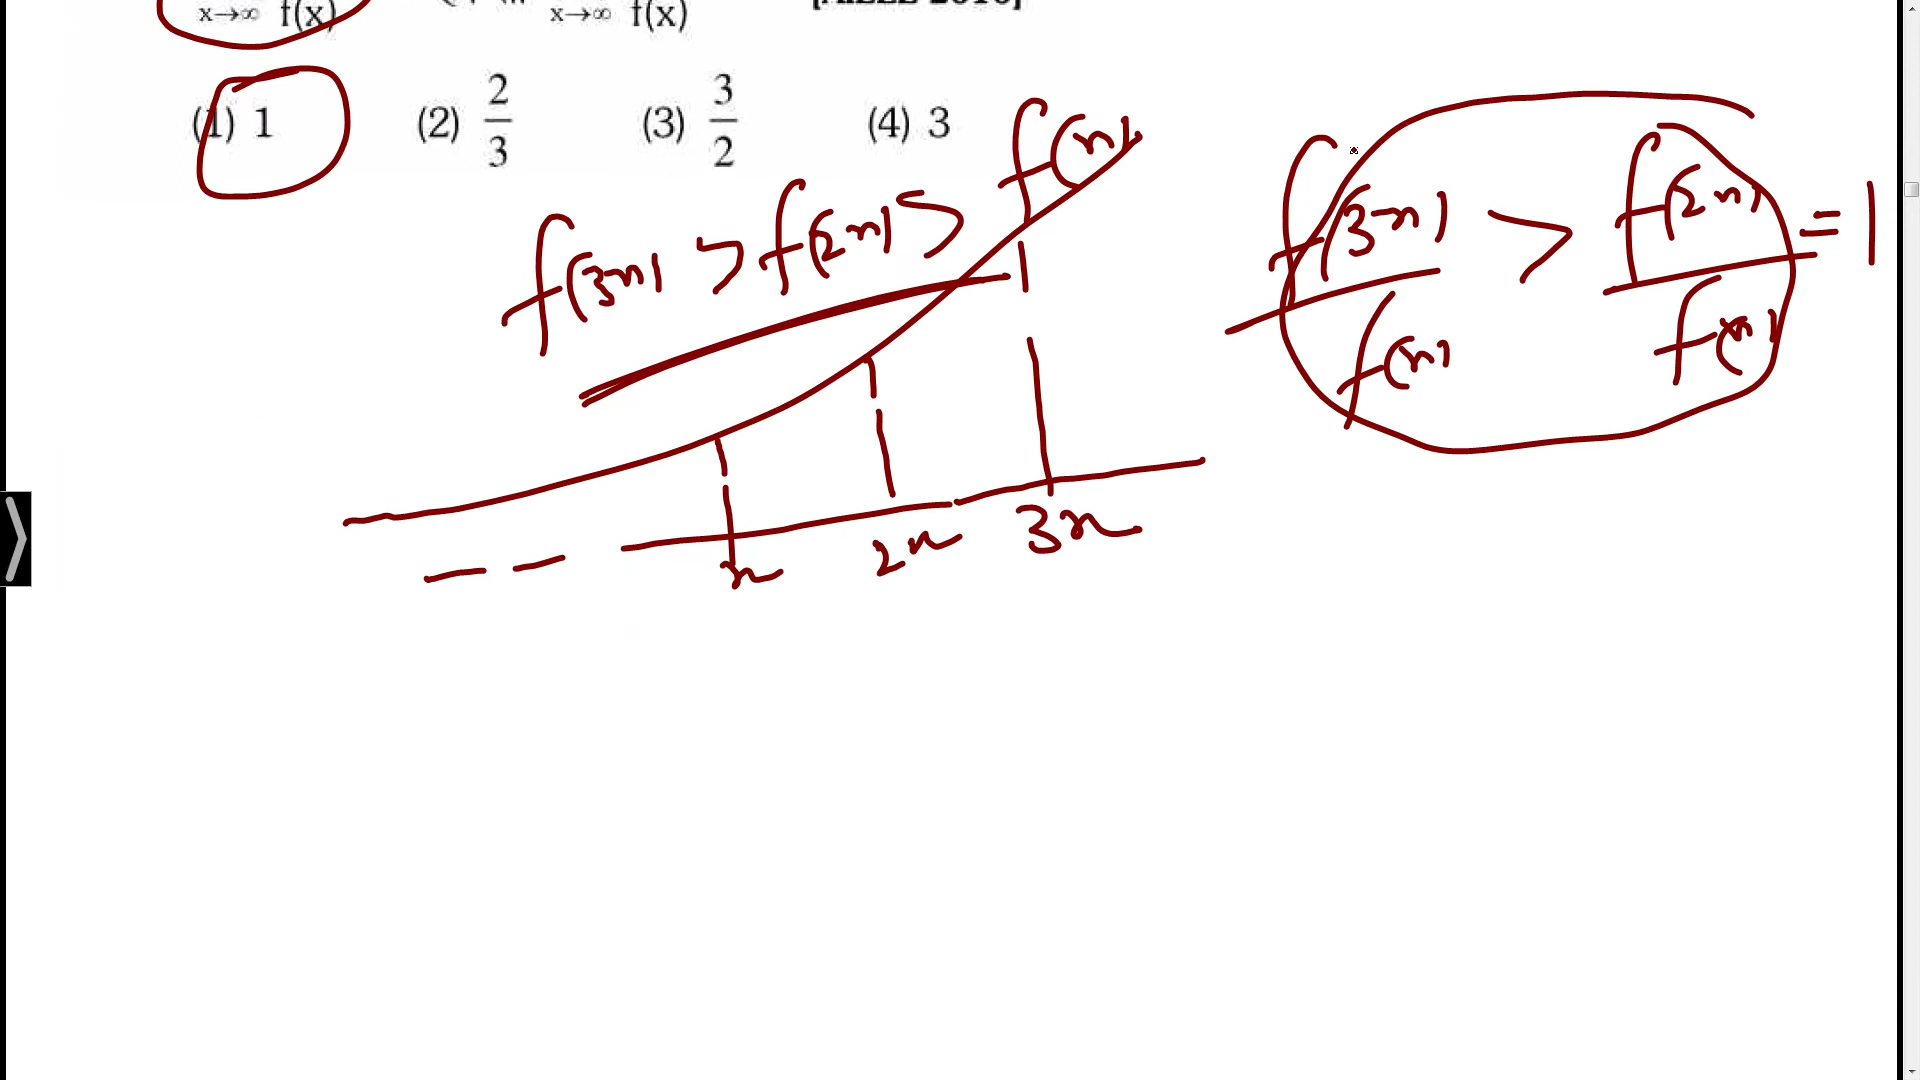 x→∞ f(x) x→∞ f(x)
(1) 1 (2) 2/3 (3) 3/2 (4) 3
f(3x) > f(2x) > f(x)
f(3x)/f(x) > f(2x)/f(x) = 1
x 2x 3x